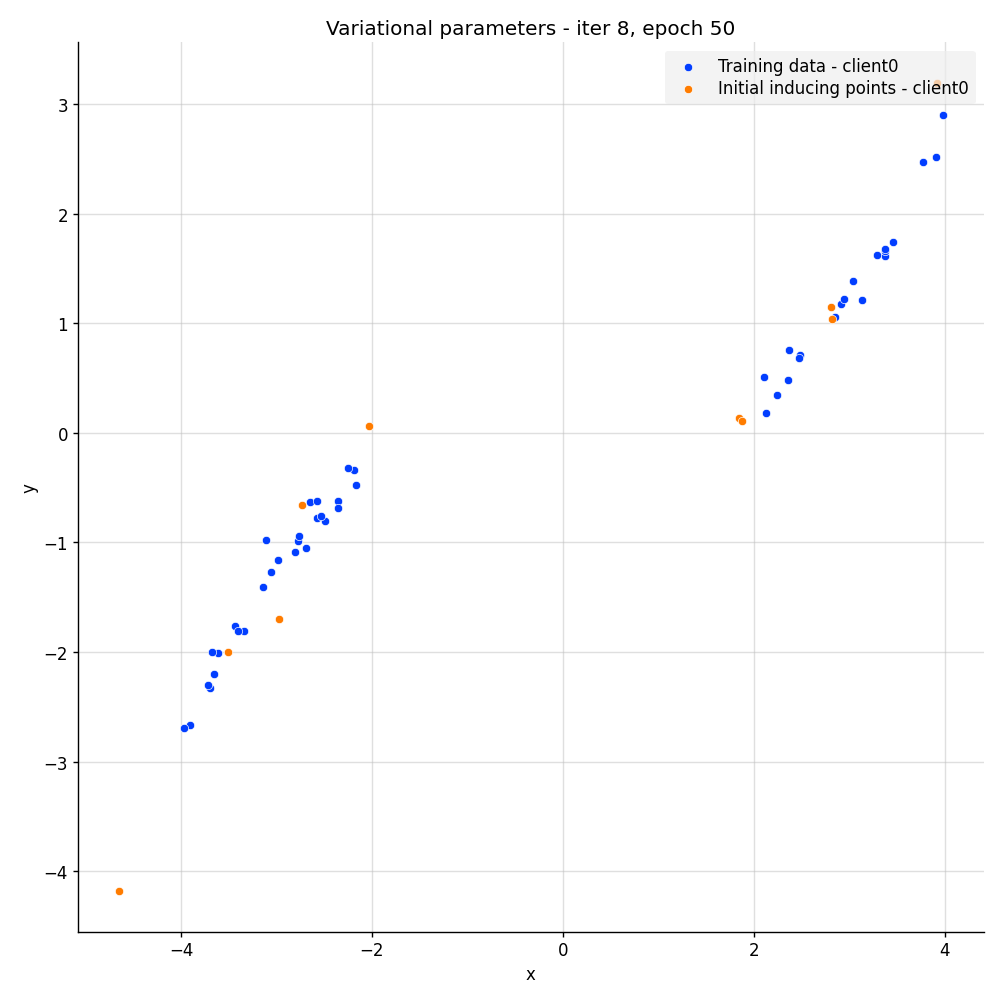 Variational parameters - iter 8, epoch 50
Training data - client0
Initial inducing points - client0
3
2
1
0
−1
−2
−3
−4
y
−4 −2 0 2 4
x